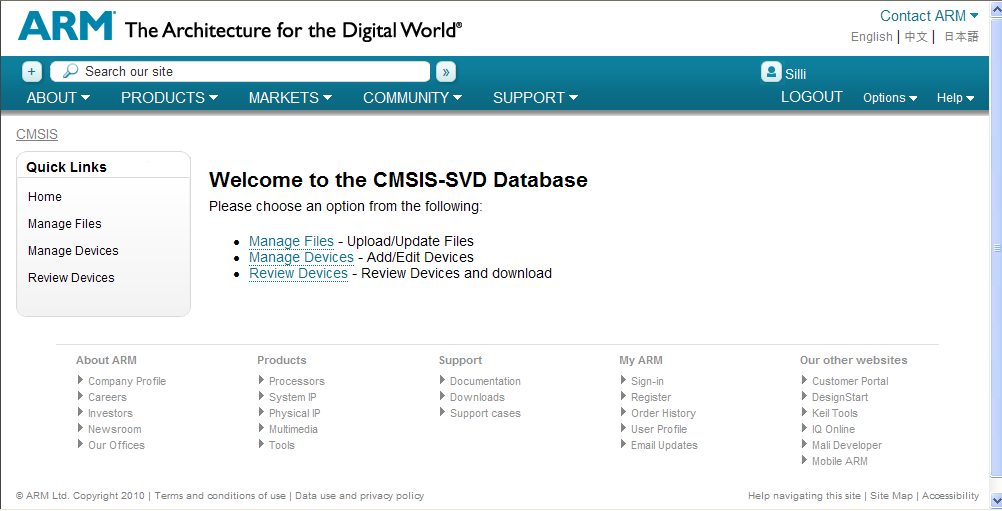 ARM® The Architecture for the Digital World®
Contact ARM
English | 中文 | 日本語
+ Search our site »
Silli
ABOUT PRODUCTS MARKETS COMMUNITY SUPPORT
LOGOUT Options Help
CMSIS
Quick Links
Home
Manage Files
Manage Devices
Review Devices
Welcome to the CMSIS-SVD Database
Please choose an option from the following:
• Manage Files - Upload/Update Files
• Manage Devices - Add/Edit Devices
• Review Devices - Review Devices and download
About ARM
Company Profile
Careers
Investors
Newsroom
Our Offices
Products
Processors
System IP
Physical IP
Multimedia
Tools
Support
Documentation
Downloads
Support cases
My ARM
Sign-in
Register
Order History
User Profile
Email Updates
Our other websites
Customer Portal
DesignStart
Keil Tools
IQ Online
Mali Developer
Mobile ARM
© ARM Ltd. Copyright 2010 | Terms and conditions of use | Data use and privacy policy
Help navigating this site | Site Map | Accessibility